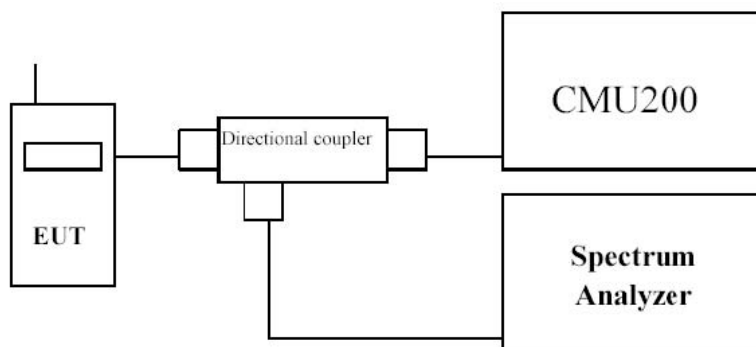 CMU200
Directional coupler
EUT
Spectrum
Analyzer